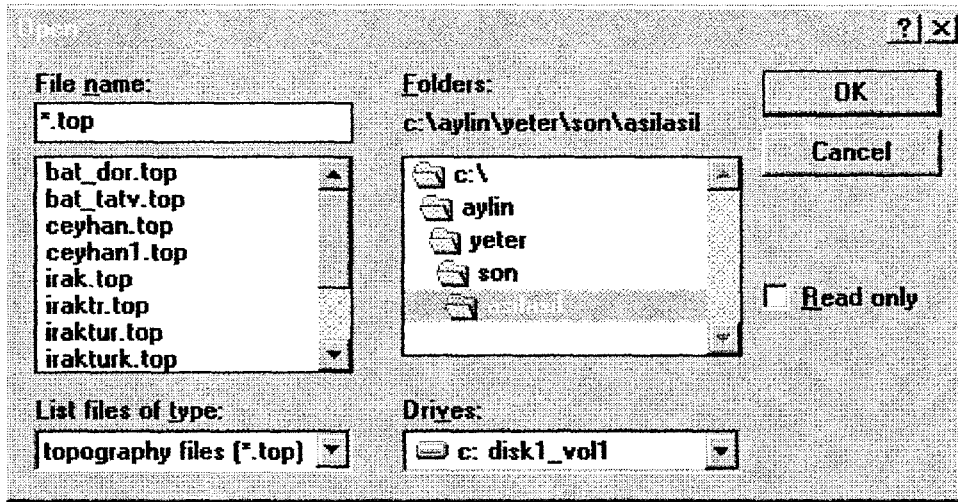 Open
File name:
*.top
bat_dor.top
bat_tatv.top
ceyhan.top
ceyhan1.top
irak.top
iraktr.top
iraktur.top
irakturk.top
List files of type:
topography files (*.top)
Folders:
c:\aylin\yeter\son\asilasil
c:\
aylin
yeter
son
Drives:
c: disk1_vol1
OK
Cancel
Read only